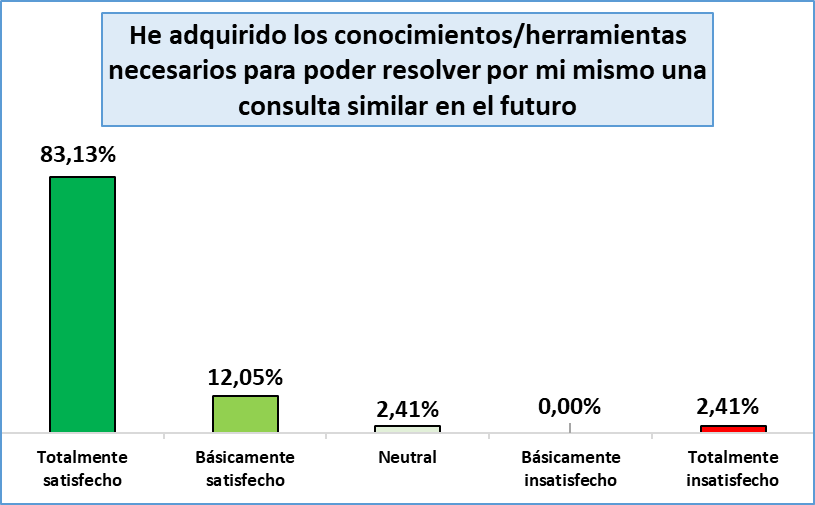 He adquirido los conocimientos/herramientas
necesarios para poder resolver por mi mismo una
consulta similar en el futuro
83,13%
12,05%
2,41%
0,00%
2,41%
Totalmente
satisfecho
Básicamente
satisfecho
Neutral
Básicamente
insatisfecho
Totalmente
insatisfecho